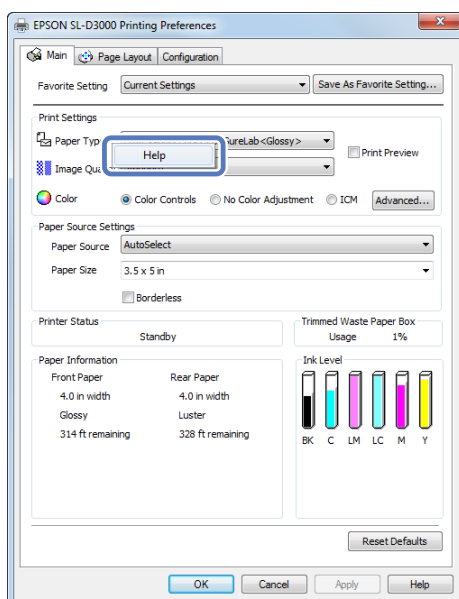 EPSON SL-D3000 Printing Preferences
Main Page Layout Configuration
Favorite Setting Current Settings Save As Favorite Setting...
Print Settings
Paper Typ SureLab<Glossy>
Help
Print Preview
Image Qua
Color Color Controls No Color Adjustment ICM Advanced...
Paper Source Settings
Paper Source AutoSelect
Paper Size 3.5 x 5 in
Borderless
Printer Status
Standby
Trimmed Waste Paper Box
Usage 1%
Paper Information
Front Paper Rear Paper
4.0 in width 4.0 in width
Glossy Luster
314 ft remaining 328 ft remaining
Ink Level
BK C LM LC M Y
Reset Defaults
OK Cancel Apply Help